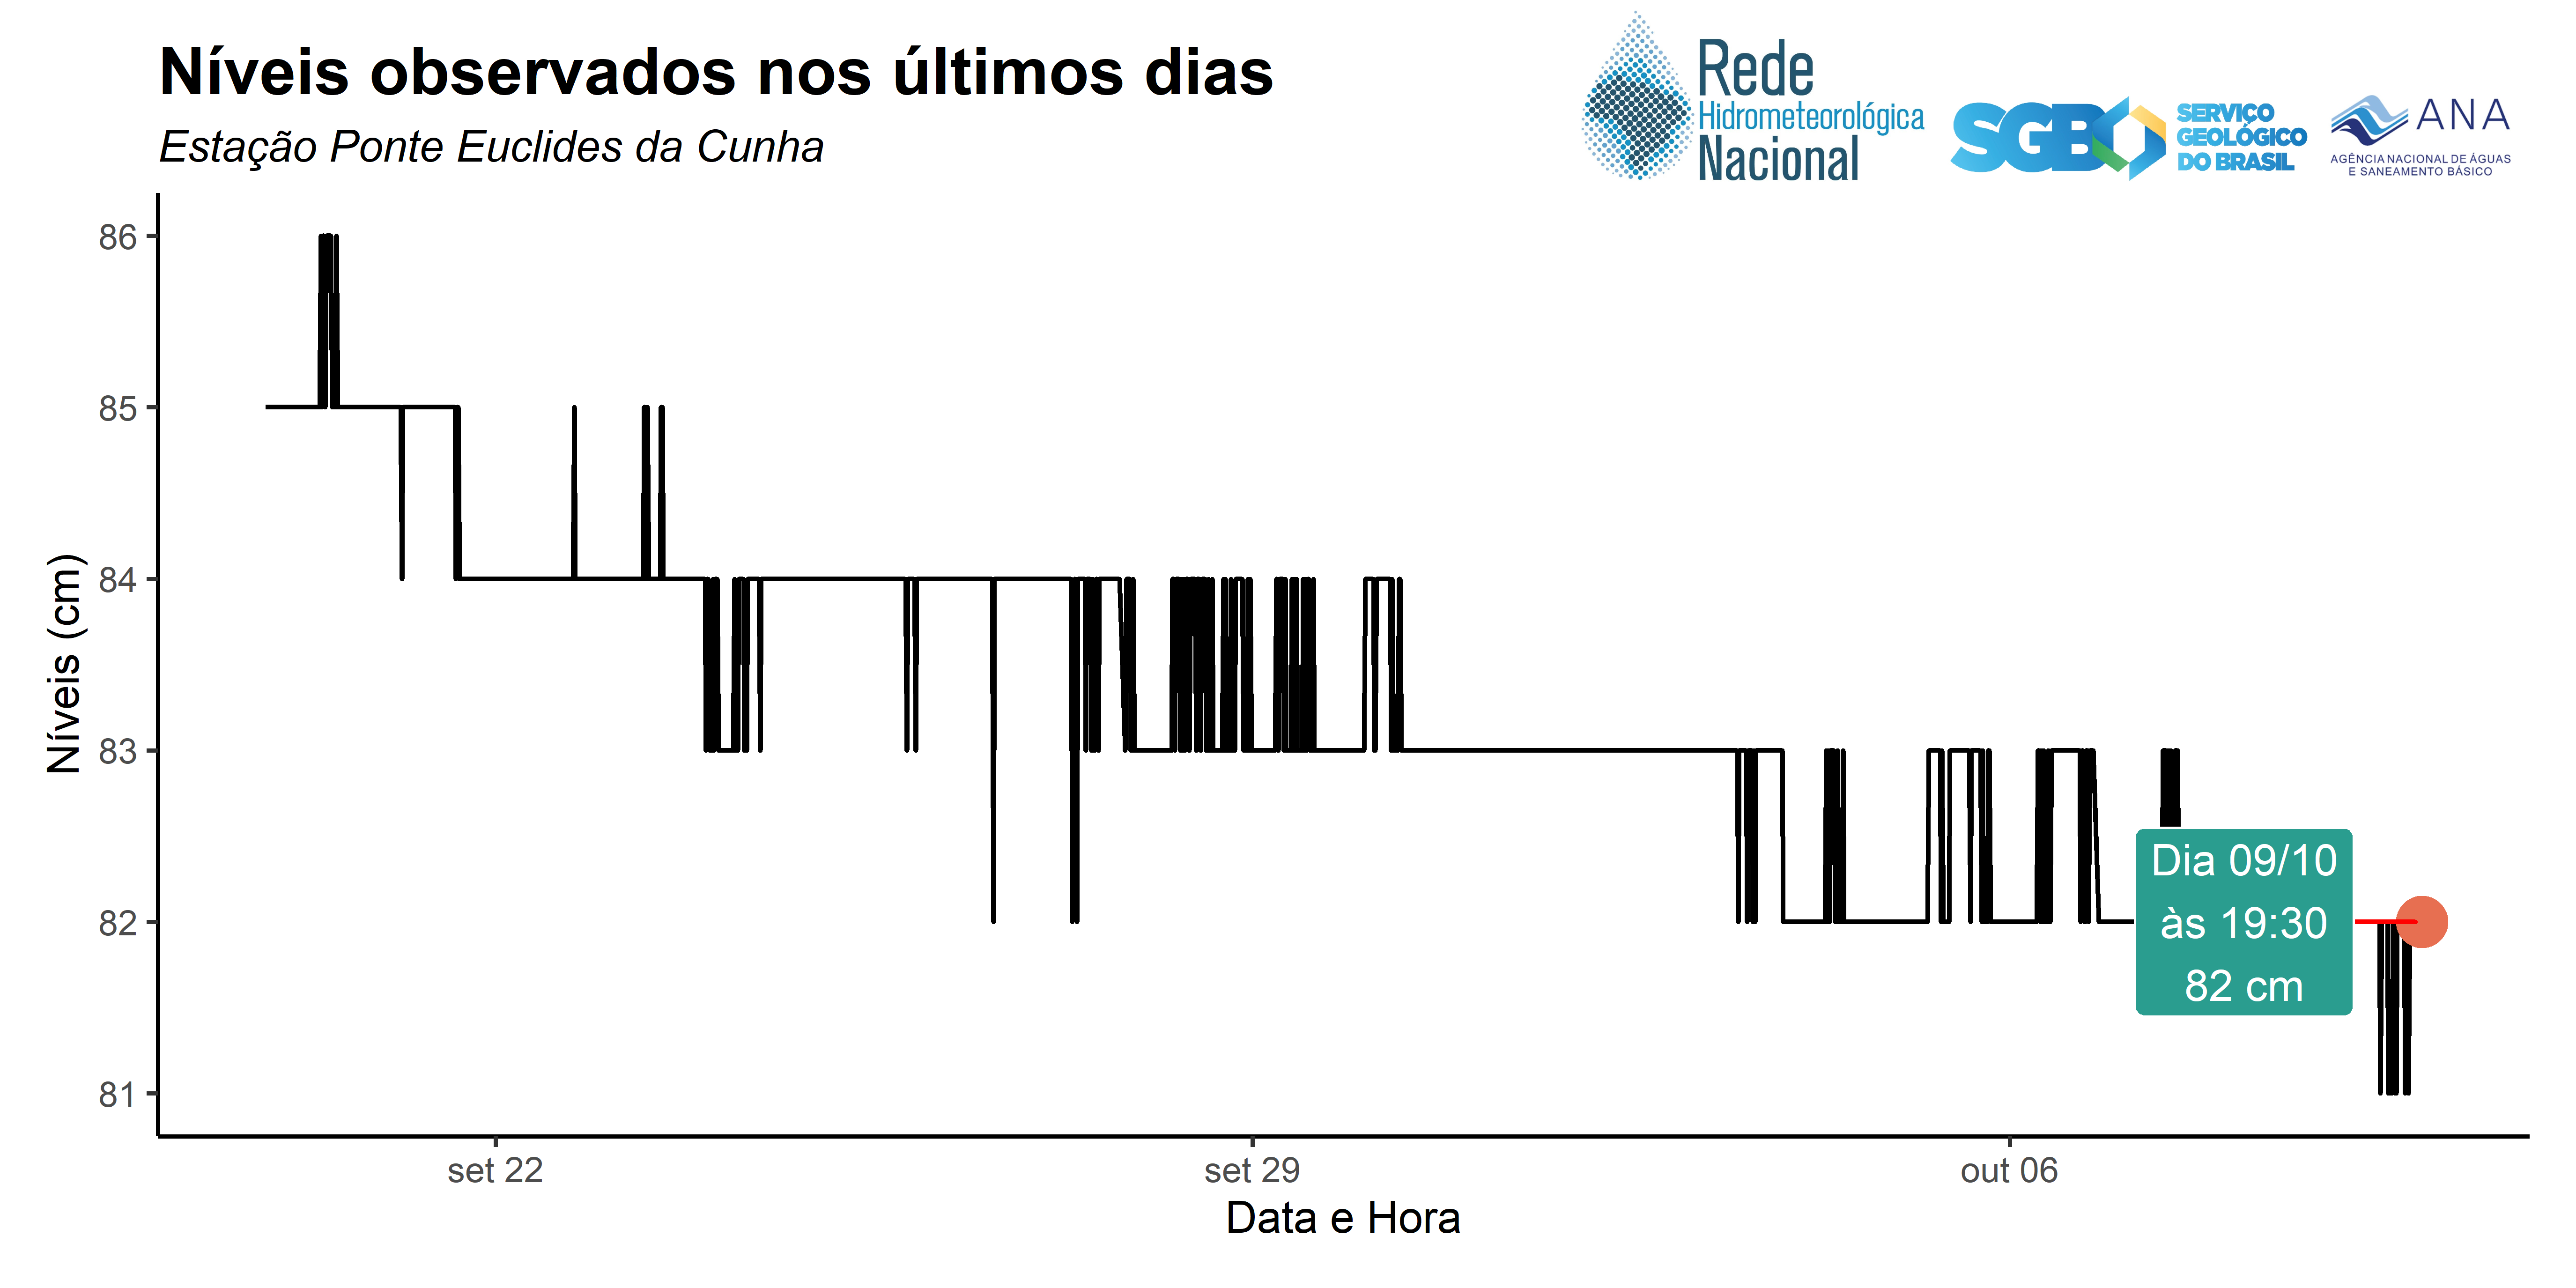 Níveis observados nos últimos dias
Estação Ponte Euclides da Cunha
Rede
Hidrometeorológica
Nacional
SGB
SERVIÇO
GEOLÓGICO
DO BRASIL
ANA
AGÊNCIA NACIONAL DE ÁGUAS
E SANEAMENTO BÁSICO
Níveis (cm)
86
85
84
83
82
81
Dia 09/10
às 19:30
82 cm
set 22
set 29
out 06
Data e Hora